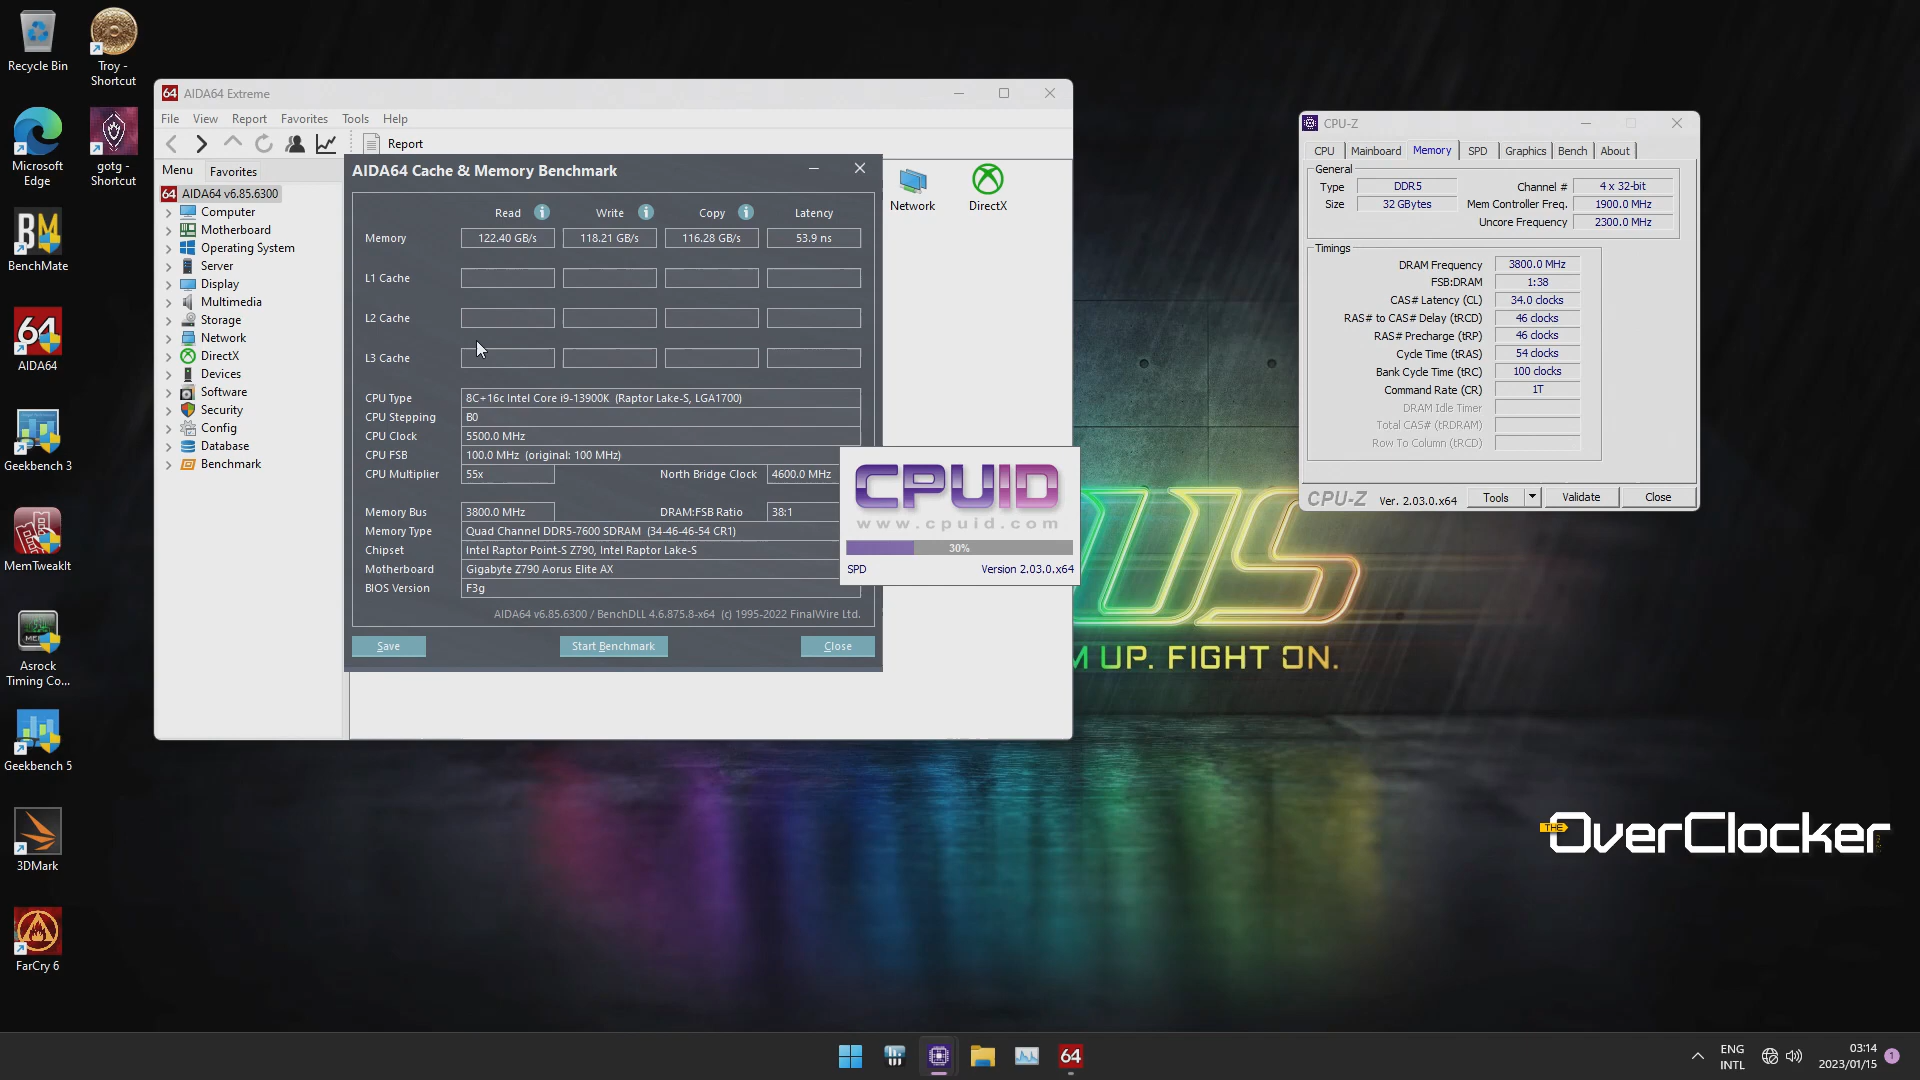 Recycle Bin
Troy -
Shortcut
Microsoft
Edge
gotg -
Shortcut
BenchMate
AIDA64
Geekbench 3
MemTweakIt
Asrock
Timing Co...
Geekbench 5
3DMark
FarCry 6
64 AIDA64 Extreme
File View Report Favorites Tools Help
Report
Menu Favorites
64 AIDA64 v6.85.6300
Computer
Motherboard
Operating System
Server
Display
Multimedia
Storage
Network
DirectX
Devices
Software
Security
Config
Database
Benchmark
Network
DirectX
AIDA64 Cache & Memory Benchmark
Read Write Copy Latency
Memory 122.40 GB/s 118.21 GB/s 116.28 GB/s 53.9 ns
L1 Cache
L2 Cache
L3 Cache
CPU Type 8C+16c Intel Core i9-13900K (Raptor Lake-S, LGA1700)
CPU Stepping B0
CPU Clock 5500.0 MHz
CPU FSB 100.0 MHz (original: 100 MHz)
CPU Multiplier 55x North Bridge Clock 4600.0 MHz
Memory Bus 3800.0 MHz DRAM:FSB Ratio 38:1
Memory Type Quad Channel DDR5-7600 SDRAM (34-46-46-54 CR1)
Chipset Intel Raptor Point-S Z790, Intel Raptor Lake-S
Motherboard Gigabyte Z790 Aorus Elite AX
BIOS Version F3g
AIDA64 v6.85.6300 / BenchDLL 4.6.875.8-x64 (c) 1995-2022 FinalWire Ltd.
Save Start Benchmark Close
CPUID
www.cpuid.com
30%
SPD Version 2.03.0.x64
CPU-Z
CPU Mainboard Memory SPD Graphics Bench About
General
Type DDR5 Channel # 4 x 32-bit
Size 32 GBytes Mem Controller Freq. 1900.0 MHz
Uncore Frequency 2300.0 MHz
Timings
DRAM Frequency 3800.0 MHz
FSB:DRAM 1:38
CAS# Latency (CL) 34.0 clocks
RAS# to CAS# Delay (tRCD) 46 clocks
RAS# Precharge (tRP) 46 clocks
Cycle Time (tRAS) 54 clocks
Bank Cycle Time (tRC) 100 clocks
Command Rate (CR) 1T
DRAM Idle Timer
Total CAS# (tRDRAM)
Row To Column (tRCD)
CPU-Z Ver. 2.03.0.x64 Tools Validate Close
US
M UP. FIGHT ON.
THE OverClocker
64
ENG
INTL
03:14
2023/01/15
1